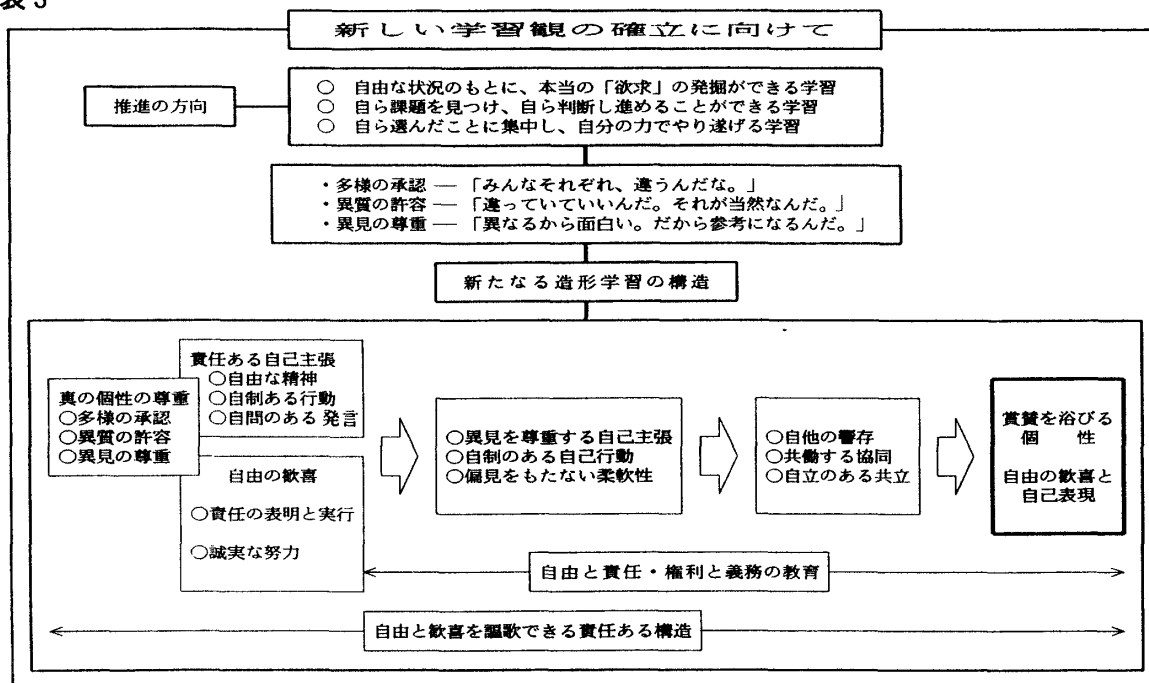 表5
新しい学習観の確立に向けて
推進の方向
○ 自由な状況のもとに、本当の「欲求」の発掘ができる学習
○ 自ら課題を見つけ、自ら判断し進めることができる学習
○ 自ら選んだことに集中し、自分の力でやり遂げる学習
・多様の承認 ― 「みんなそれぞれ、違うんだな。」
・異質の許容 ― 「違っていていいんだ。それが当然なんだ。」
・異見の尊重 ― 「異なるから面白い。だから参考になるんだ。」
新たなる造形学習の構造
真の個性の尊重
○多様の承認
○異質の許容
○異見の尊重
責任ある自己主張
○自由な精神
○自制ある行動
○自問のある発言
自由の歓喜
○責任の表明と実行
○誠実な努力
○異見を尊重する自己主張
○自制のある自己行動
○偏見をもたない柔軟性
○自他の響存
○共働する協同
○自立のある共立
賞賛を浴びる
個 性
自由の歓喜と
自己表現
自由と責任・権利と義務の教育
自由と歓喜を謳歌できる責任ある構造